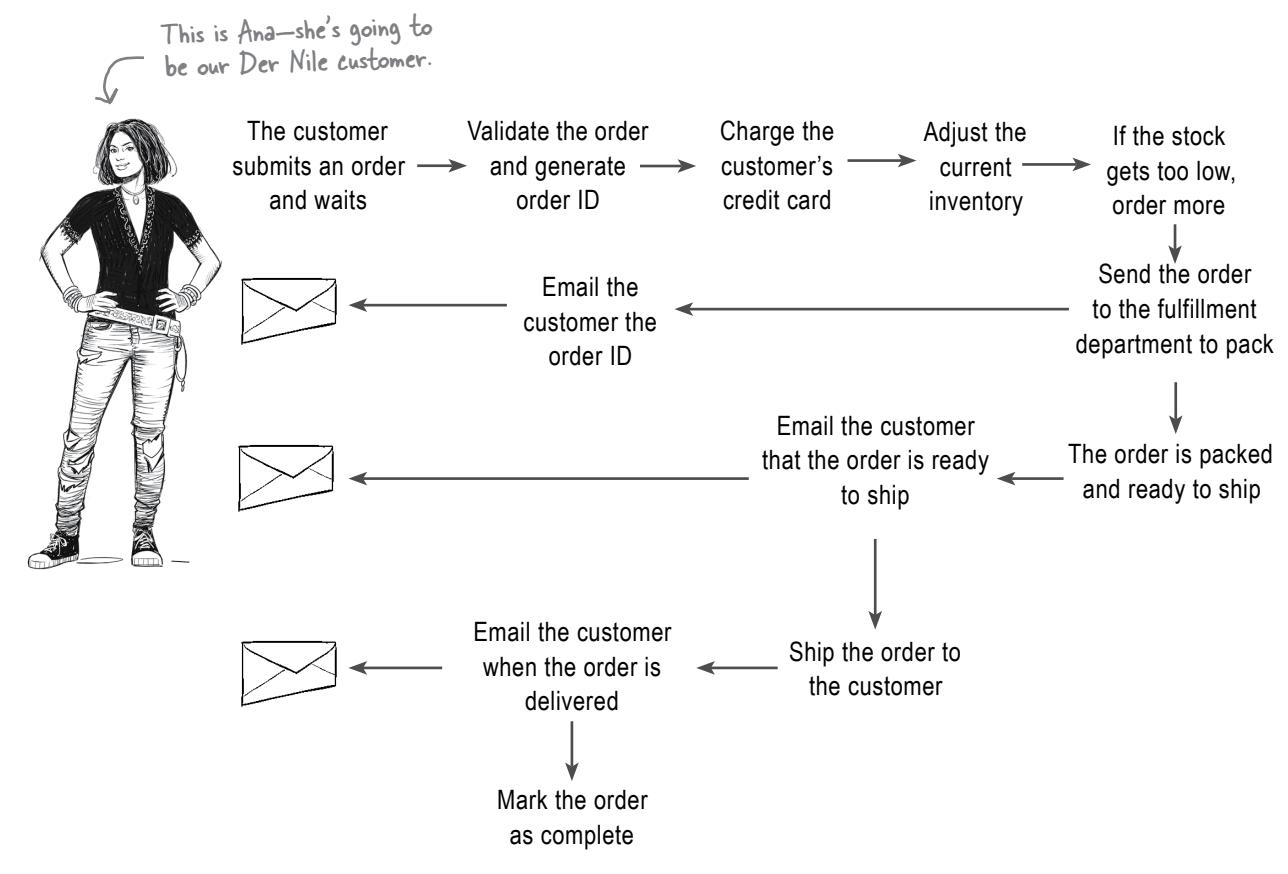 This is Ana—she's going to
be our Der Nile customer.
The customer
submits an order
and waits
Validate the order
and generate
order ID
Charge the
customer's
credit card
Adjust the
current
inventory
If the stock
gets too low,
order more
Send the order
to the fulfillment
department to pack
Email the
customer the
order ID
The order is packed
and ready to ship
Email the customer
that the order is ready
to ship
Ship the order to
the customer
Email the customer
when the order is
delivered
Mark the order
as complete